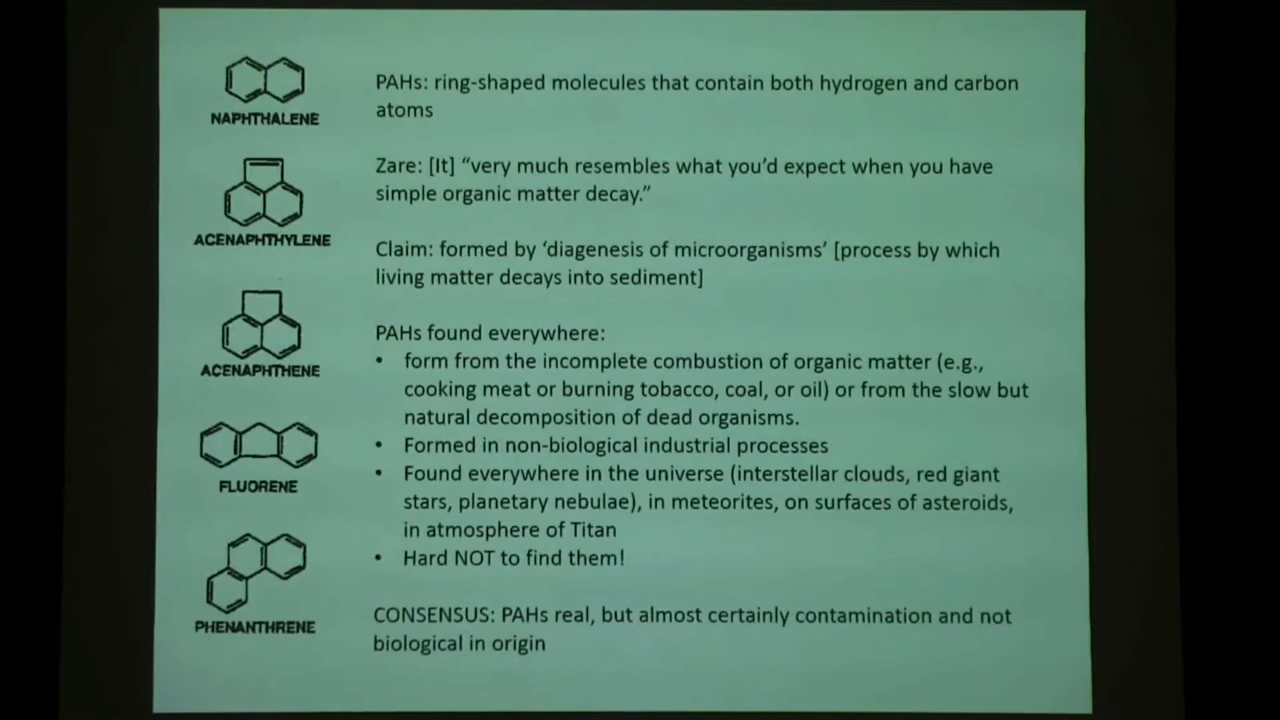 NAPHTHALENE
ACENAPHTHYLENE
ACENAPHTHENE
FLUORENE
PHENANTHRENE
PAHs: ring-shaped molecules that contain both hydrogen and carbon
atoms
Zare: [It] “very much resembles what you’d expect when you have
simple organic matter decay.”
Claim: formed by ‘diagenesis of microorganisms’ [process by which
living matter decays into sediment]
PAHs found everywhere:
• form from the incomplete combustion of organic matter (e.g.,
cooking meat or burning tobacco, coal, or oil) or from the slow but
natural decomposition of dead organisms.
• Formed in non-biological industrial processes
• Found everywhere in the universe (interstellar clouds, red giant
stars, planetary nebulae), in meteorites, on surfaces of asteroids,
in atmosphere of Titan
• Hard NOT to find them!
CONSENSUS: PAHs real, but almost certainly contamination and not
biological in origin